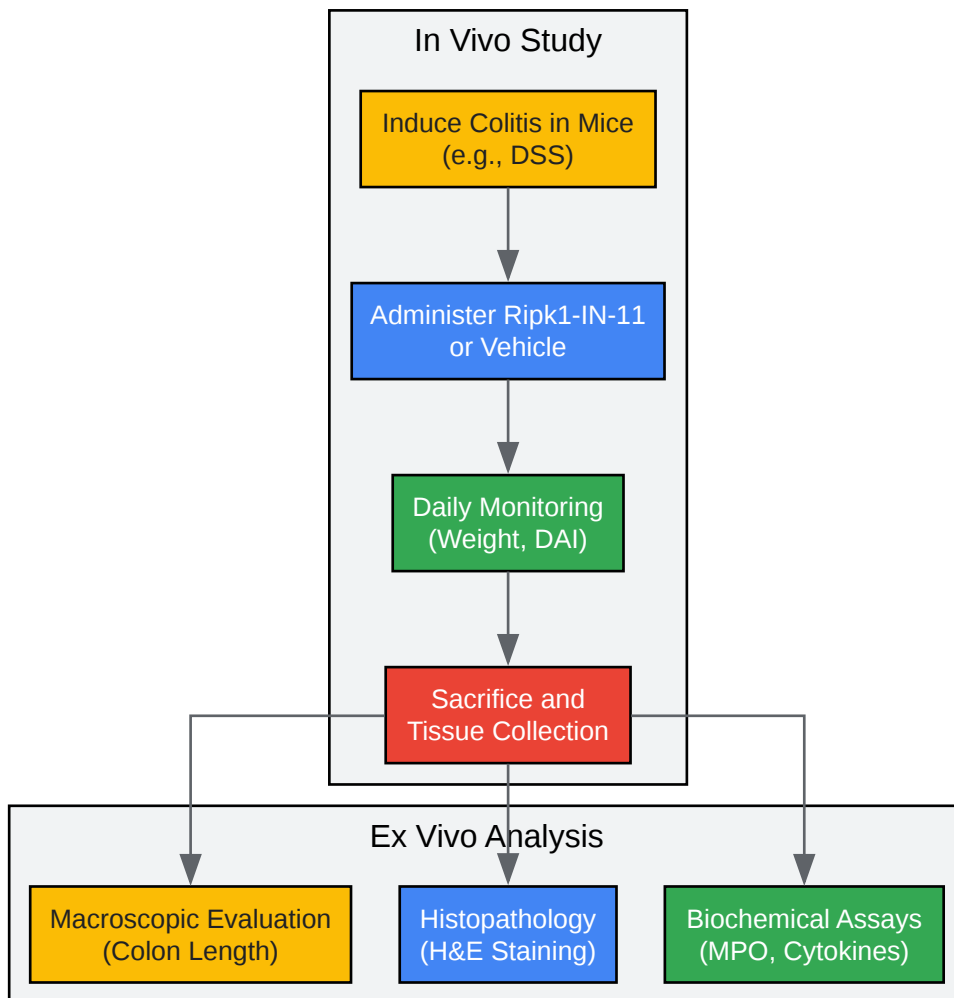 In Vivo Study
Induce Colitis in Mice
(e.g., DSS)
Administer Ripk1-IN-11
or Vehicle
Daily Monitoring
(Weight, DAI)
Sacrifice and
Tissue Collection
Ex Vivo Analysis
Macroscopic Evaluation
(Colon Length)
Histopathology
(H&E Staining)
Biochemical Assays
(MPO, Cytokines)